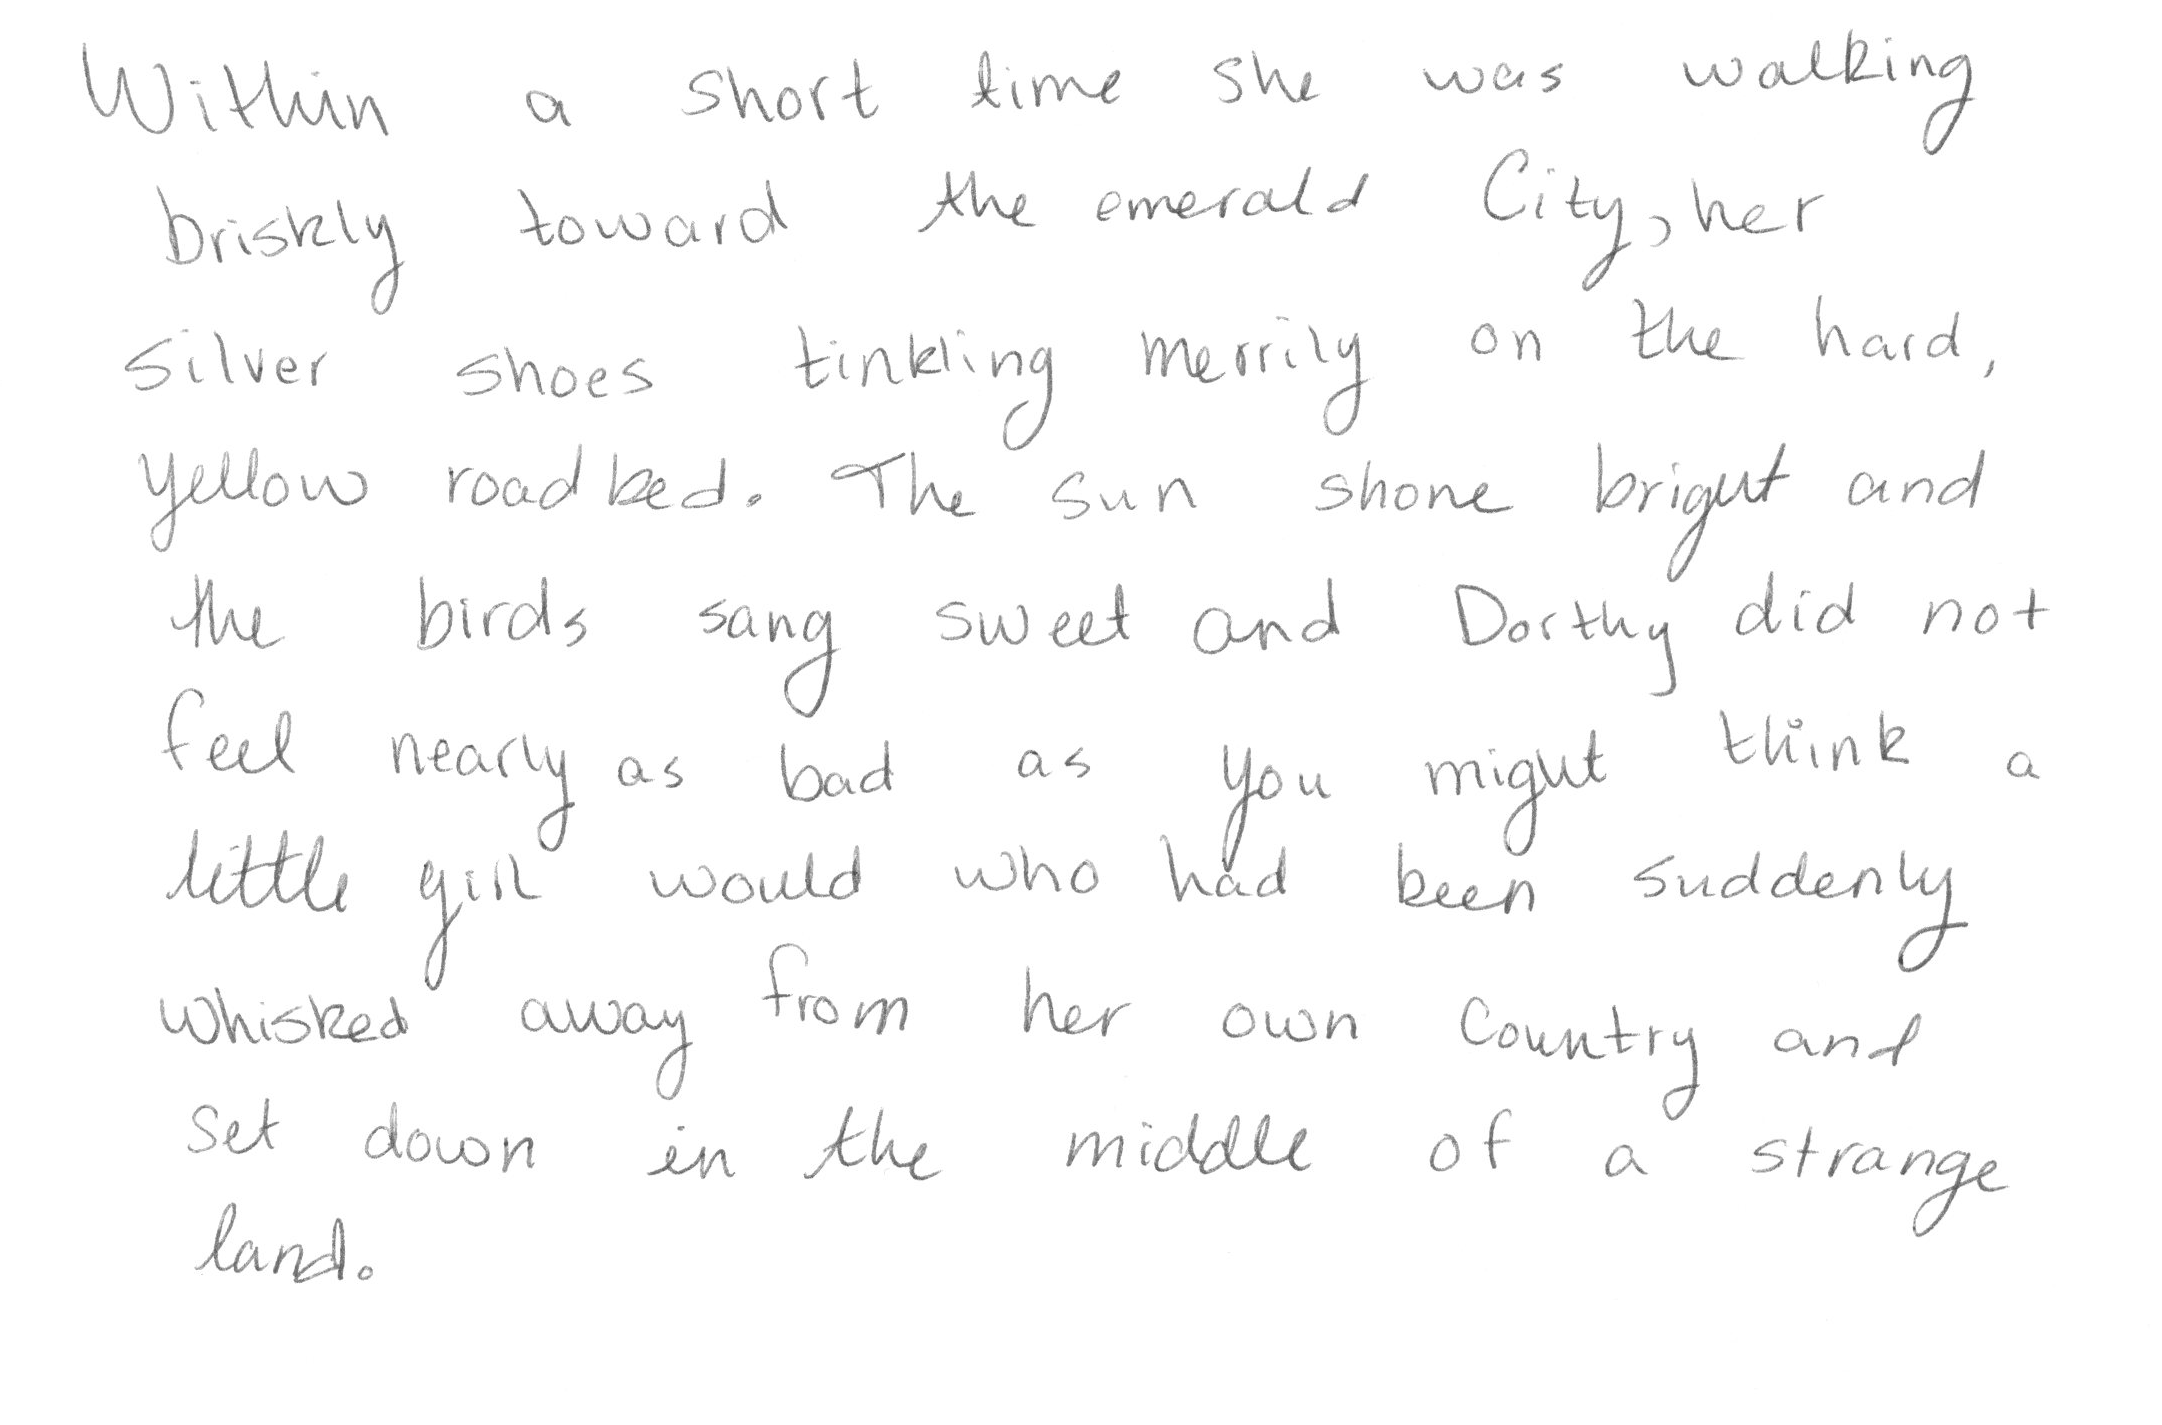 Within a short time she was walking
briskly toward the emerald City, her
silver shoes tinkling merrily on the hard,
yellow road bed. The sun shone bright and
the birds sang sweet and Dorthy did not
feel nearly as bad as you might think a
little girl would who had been suddenly
whisked away from her own country and
set down in the middle of a strange
land.